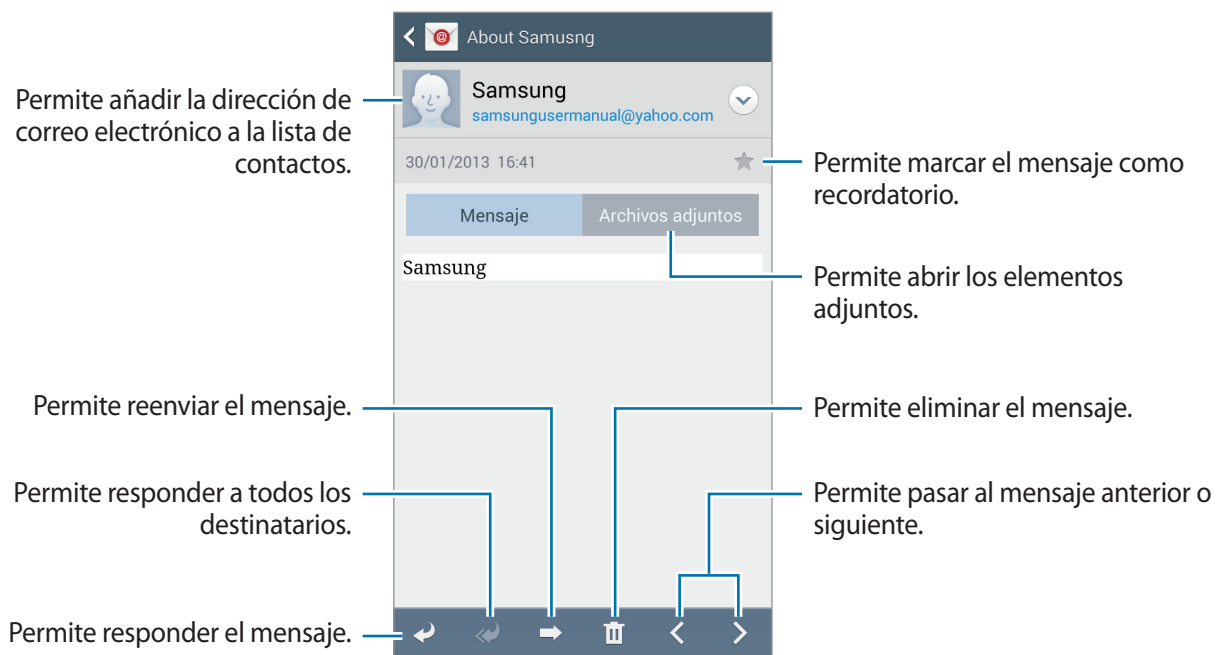 About Samusng
Permite añadir la dirección de
correo electrónico a la lista de
contactos.
Samsung
samsungusermanual@yahoo.com
30/01/2013 16:41
Permite marcar el mensaje como
recordatorio.
Mensaje
Archivos adjuntos
Samsung
Permite abrir los elementos
adjuntos.
Permite reenviar el mensaje.
Permite eliminar el mensaje.
Permite responder a todos los
destinatarios.
Permite pasar al mensaje anterior o
siguiente.
Permite responder el mensaje.